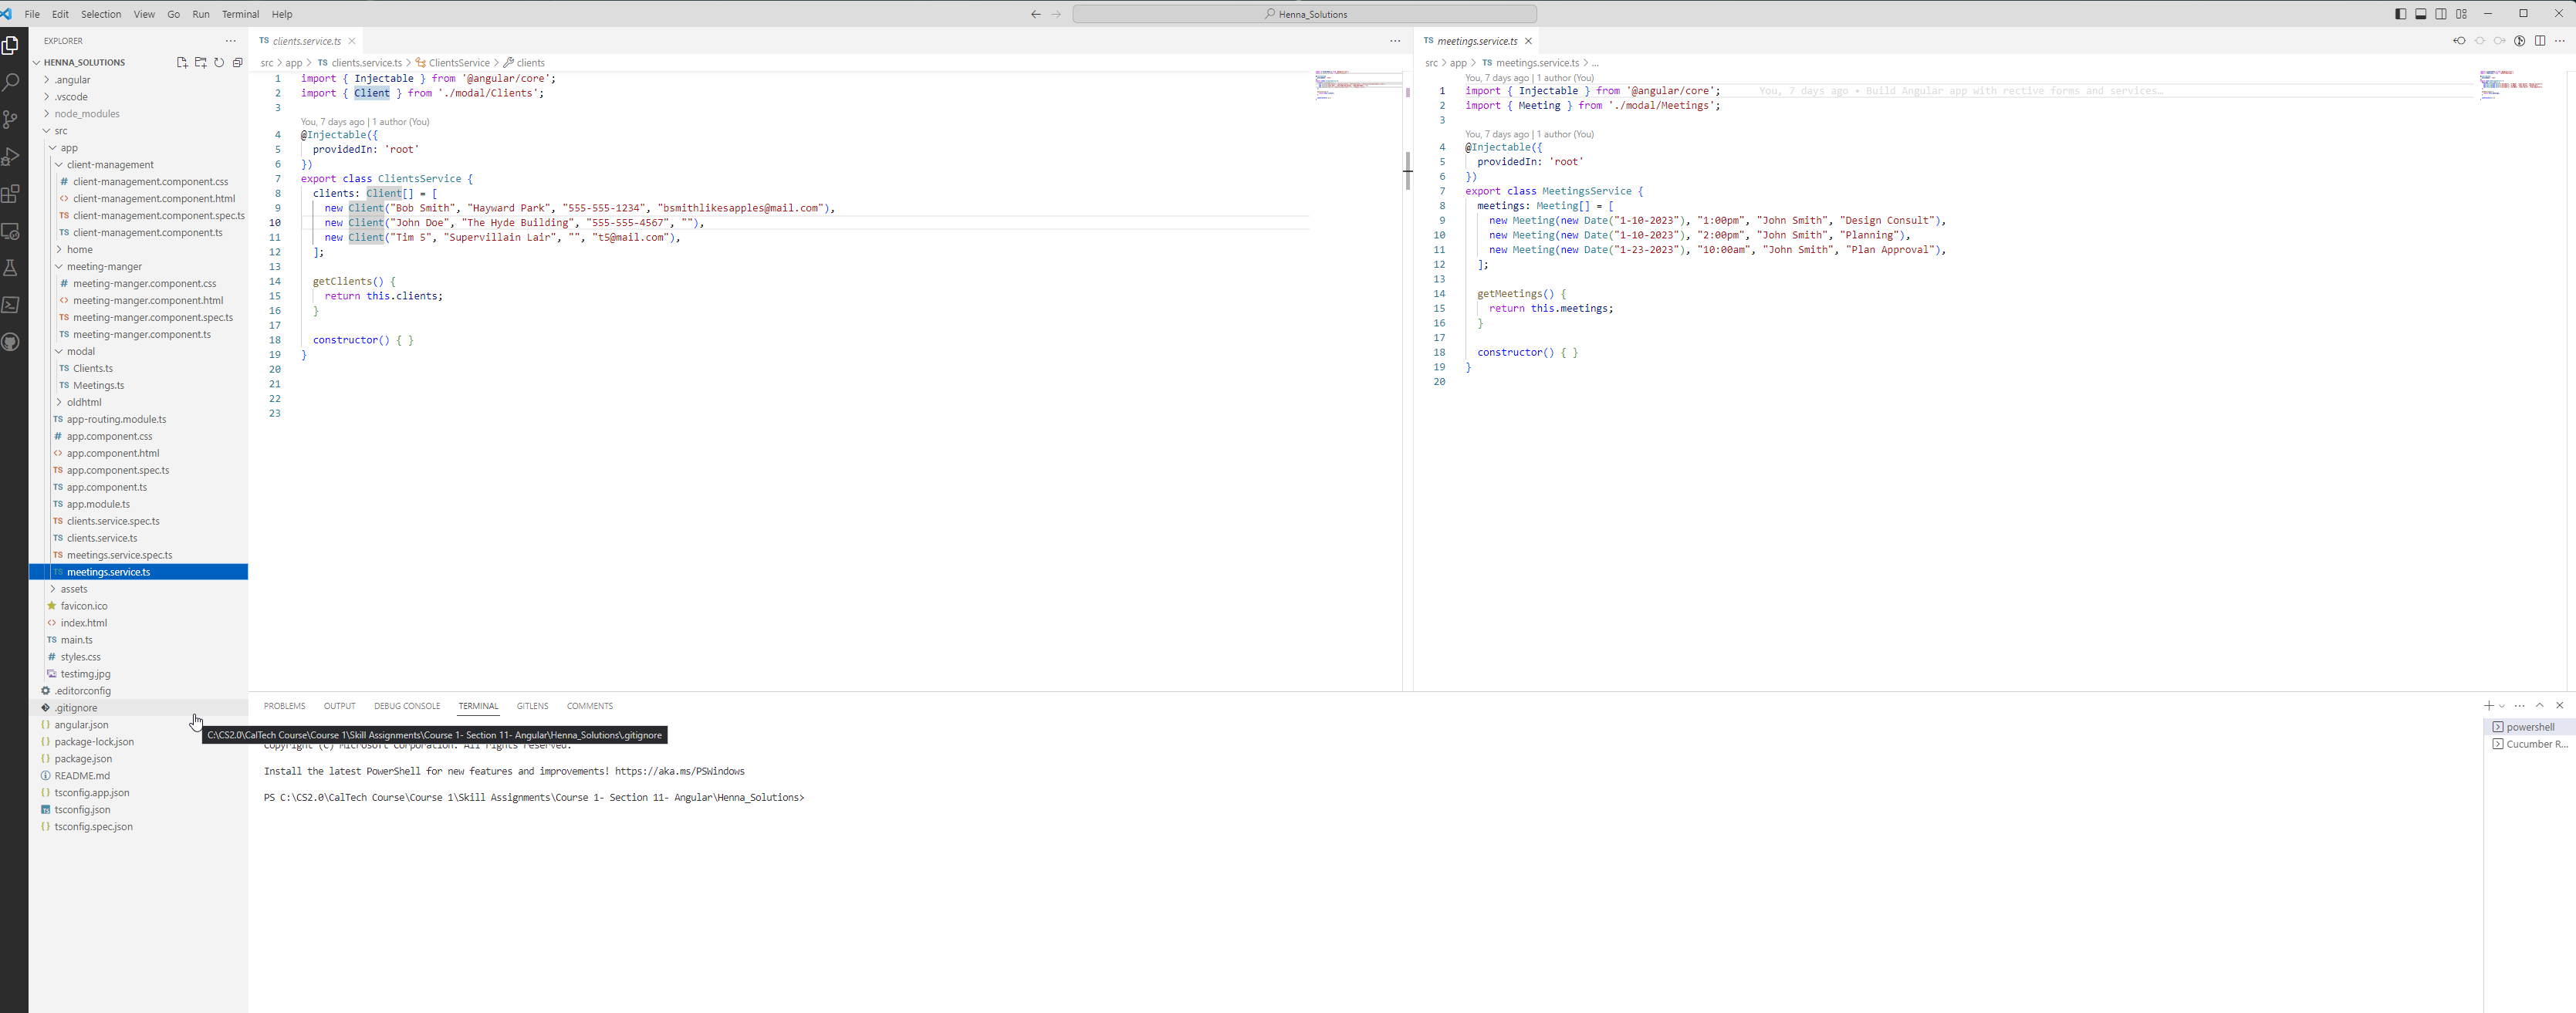 File Edit Selection View Go Run Terminal Help
Henna_Solutions
EXPLORER
HENNA_SOLUTIONS
.angular
.vscode
node_modules
src
app
client-management
client-management.component.css
client-management.component.html
client-management.component.spec.ts
client-management.component.ts
home
meeting-manger
meeting-manger.component.css
meeting-manger.component.html
meeting-manger.component.spec.ts
meeting-manger.component.ts
modal
Clients.ts
Meetings.ts
oldhtml
app-routing.module.ts
app.component.css
app.component.html
app.component.spec.ts
app.component.ts
app.module.ts
clients.service.spec.ts
clients.service.ts
meetings.service.spec.ts
meetings.service.ts
assets
favicon.ico
index.html
main.ts
styles.css
testimg.jpg
.editorconfig
.gitignore
angular.json
package-lock.json
package.json
README.md
tsconfig.app.json
tsconfig.json
tsconfig.spec.json
TS clients.service.ts
src > app > TS clients.service.ts > ClientsService > clients
1 import { Injectable } from '@angular/core';
2 import { Client } from './modal/Clients';
3
You, 7 days ago | 1 author (You)
4 @Injectable({
5 providedIn: 'root'
6 })
7 export class ClientsService {
8 clients: Client[] = [
9 new Client("Bob Smith", "Hayward Park", "555-555-1234", "bsmithlikesapples@mail.com"),
10 new Client("John Doe", "The Hyde Building", "555-555-4567", ""),
11 new Client("Tim 5", "Supervillain Lair", "", "t5@mail.com"),
12 ];
13
14 getClients() {
15 return this.clients;
16 }
17
18 constructor() { }
19 }
20
21
22
23
TS meetings.service.ts
src > app > TS meetings.service.ts > ...
You, 7 days ago | 1 author (You)
1 import { Injectable } from '@angular/core'; You, 7 days ago • Build Angular app with rective forms and services…
2 import { Meeting } from './modal/Meetings';
3
You, 7 days ago | 1 author (You)
4 @Injectable({
5 providedIn: 'root'
6 })
7 export class MeetingsService {
8 meetings: Meeting[] = [
9 new Meeting(new Date("1-10-2023"), "1:00pm", "John Smith", "Design Consult"),
10 new Meeting(new Date("1-10-2023"), "2:00pm", "John Smith", "Planning"),
11 new Meeting(new Date("1-23-2023"), "10:00am", "John Smith", "Plan Approval"),
12 ];
13
14 getMeetings() {
15 return this.meetings;
16 }
17
18 constructor() { }
19 }
20
PROBLEMS OUTPUT DEBUG CONSOLE TERMINAL GITLENS COMMENTS
C:\CS2.0\CalTech Course\Course 1\Skill Assignments\Course 1- Section 11- Angular\Henna_Solutions\.gitignore
Copyright (C) Microsoft Corporation. All rights reserved.
Install the latest PowerShell for new features and improvements! https://aka.ms/PSWindows
PS C:\CS2.0\CalTech Course\Course 1\Skill Assignments\Course 1- Section 11- Angular\Henna_Solutions>
powershell
Cucumber R...